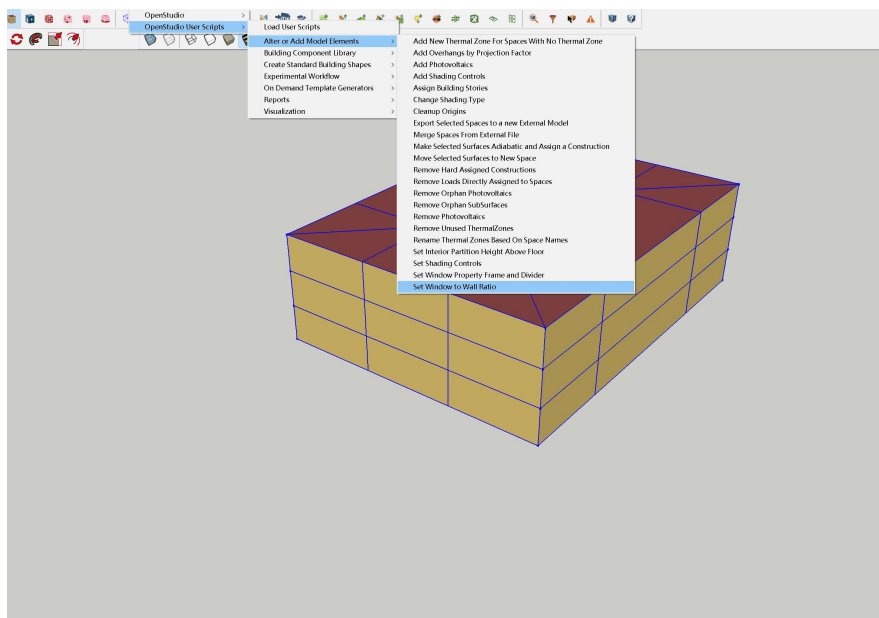 OpenStudio
OpenStudio User Scripts
Load User Scripts
Alter or Add Model Elements
Building Component Library
Create Standard Building Shapes
Experimental Workflow
On Demand Template Generators
Reports
Visualization
Add New Thermal Zone For Spaces With No Thermal Zone
Add Overhangs by Projection Factor
Add Photovoltaics
Add Shading Controls
Assign Building Stories
Change Shading Type
Cleanup Origins
Export Selected Spaces to a new External Model
Merge Spaces From External File
Make Selected Surfaces Adiabatic and Assign a Construction
Move Selected Surfaces to New Space
Remove Hard Assigned Constructions
Remove Loads Directly Assigned to Spaces
Remove Orphan Photovoltaics
Remove Orphan SubSurfaces
Remove Photovoltaics
Remove Unused ThermalZones
Rename Thermal Zones Based On Space Names
Set Interior Partition Height Above Floor
Set Shading Controls
Set Window Property Frame and Divider
Set Window to Wall Ratio